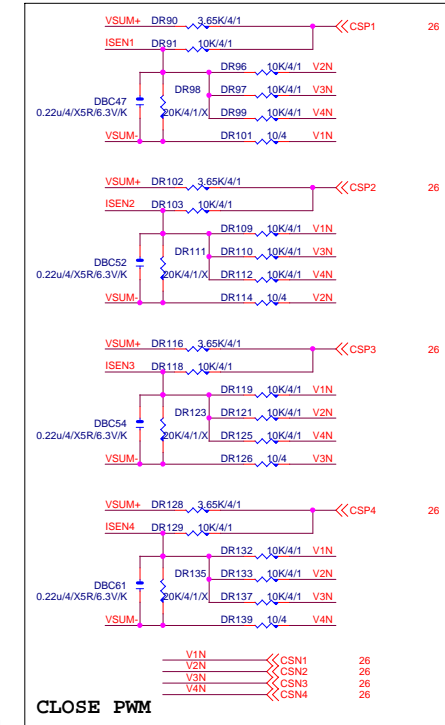 VSUM+ DR90 3.65K/4/1 CSP1 26
ISEN1 DR91 10K/4/1
DR96 10K/4/1 V2N
DR98 DR97 10K/4/1 V3N
DBC47 20K/4/1/X DR99 10K/4/1 V4N
0.22u/4/X5R/6.3V/K
VSUM- DR101 10/4 V1N
VSUM+ DR102 3.65K/4/1 CSP2 26
ISEN2 DR103 10K/4/1
DR109 10K/4/1 V1N
DR111 DR110 10K/4/1 V3N
DBC52 DR112 10K/4/1 V4N
0.22u/4/X5R/6.3V/K 20K/4/1/X
VSUM- DR114 10/4 V2N
VSUM+ DR116 3.65K/4/1 CSP3 26
ISEN3 DR118 10K/4/1
DR119 10K/4/1 V1N
DR123 DR121 10K/4/1 V2N
DBC54 DR125 10K/4/1 V4N
0.22u/4/X5R/6.3V/K 20K/4/1/X
VSUM- DR126 10/4 V3N
VSUM+ DR128 3.65K/4/1 CSP4 26
ISEN4 DR129 10K/4/1
DR132 10K/4/1 V1N
DR135 DR133 10K/4/1 V2N
DBC61 DR137 10K/4/1 V3N
0.22u/4/X5R/6.3V/K 20K/4/1/X
VSUM- DR139 10/4 V4N
V1N CSN1 26
V2N CSN2 26
V3N CSN3 26
V4N CSN4 26
CLOSE PWM